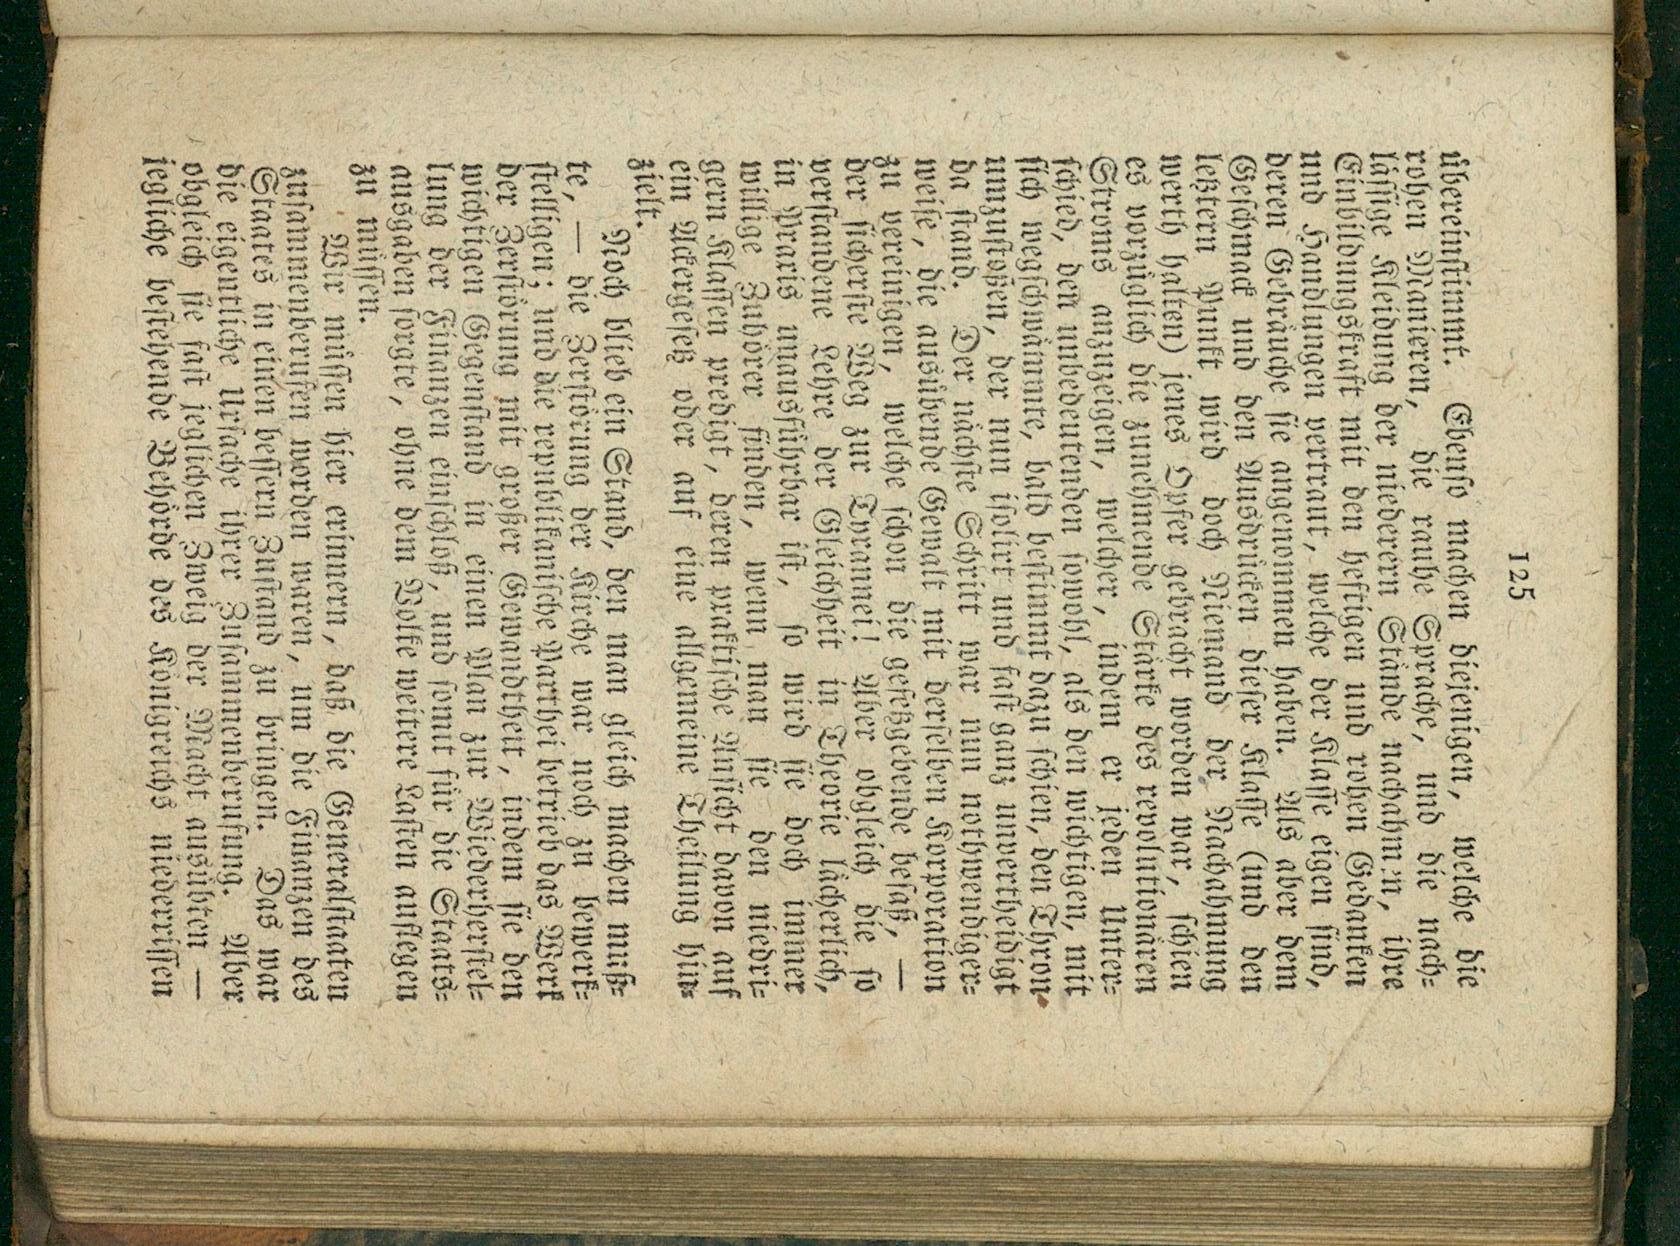 125
übereinſtimmt. Ebenſo machen diejenigen, welche die
rohen Manieren, die rauhe Sprache, und die nach-
läſſige Kleidung der niederern Stände nachahmen, ihre
Einbildungskraft mit den heftigen und rohen Gedanken
und Handlungen vertraut, welche der Klaſſe eigen ſind,
deren Gebräuche ſie angenommen haben. Als aber dem
Geſchmak und den Ausdrücken dieſer Klaſſe (und den
leztern Punkt wird doch Niemand der Nachahmung
werth halten) jenes Opfer gebracht worden war, ſchien
es vorzüglich die zunehmende Stärke des revolutionären
Stroms anzuzeigen, welcher, indem er jeden Unter-
ſchied, den unbedeutenden ſowohl, als den wichtigen, mit
ſich wegſchwämmte, bald beſtimmt dazu ſchien, den Thron
umzuſtoßen, der nun iſolirt und faſt ganz unvertheidigt
da ſtand. Der nächſte Schritt war nun nothwendiger-
weiſe, die ausübende Gewalt mit derſelben Korporation
zu vereinigen, welche ſchon die geſezgebende beſaß, —
der ſicherſte Weg zur Tyrannei! Aber obgleich die ſo
verſtandene Lehre der Gleichheit in Theorie lächerlich,
in Praxis unausführbar iſt, ſo wird ſie doch immer
willige Zuhörer finden, wenn man ſie den niedri-
gern Klaſſen predigt, deren praktiſche Anſicht davon auf
ein Akergeſez oder auf eine allgemeine Theilung hin-
zielt.
Noch blieb ein Stand, den man gleich machen muß-
te, — die Zerſtörung der Kirche war noch zu bewerk-
ſtelligen; und die republikaniſche Parthei betrieb das Werk
der Zerſtörung mit großer Gewandtheit, indem ſie den
wichtigen Gegenſtand in einen Plan zur Wiederherſtel-
lung der Finanzen einſchloß, und ſomit für die Staats-
ausgaben ſorgte, ohne dem Volke weitere Laſten auflegen
zu müſſen.
Wir müſſen hier erinnern, daß die Generalſtaaten
zuſammenberufen worden waren, um die Finanzen des
Staates in einen beſſern Zuſtand zu bringen. Das war
die eigentliche Urſache ihrer Zuſammenberufung. Aber
obgleich ſie faſt jeglichen Zweig der Macht ausübten —
jegliche beſtehende Behörde des Königreichs niederriſſen